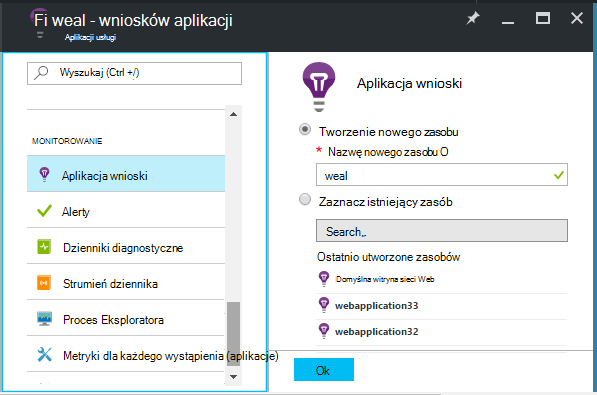 Fi weal - wniosków aplikacji
Aplikacji usługi
Wyszukaj (Ctrl +/)
MONITOROWANIE
Aplikacja wnioski
Alerty
Dzienniki diagnostyczne
Strumień dziennika
Proces Eksploratora
Metryki dla każdego wystąpienia (aplikacje)
Aplikacja wnioski
Tworzenie nowego zasobu
* Nazwę nowego zasobu O
weal
Zaznacz istniejący zasób
Search,.
Ostatnio utworzone zasobów
Domyślna witryna sieci Web
webapplication33
webapplication32
Ok